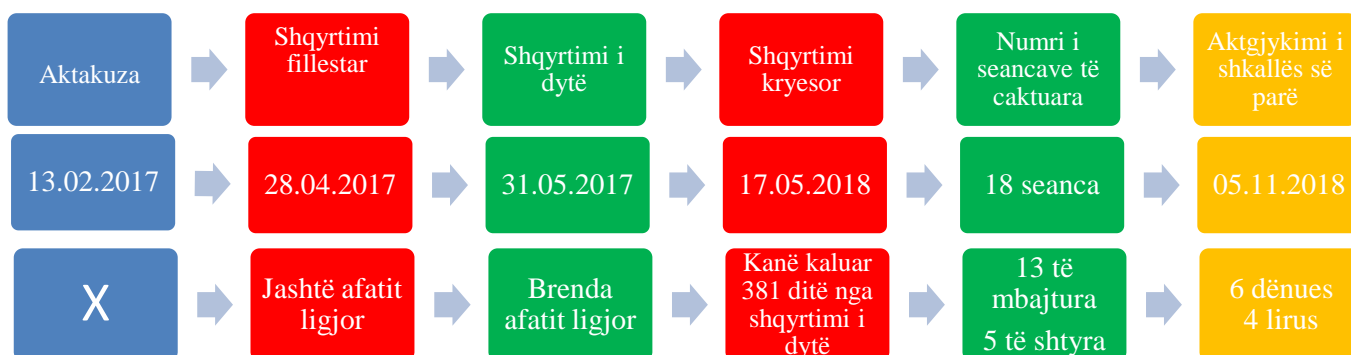 Aktakuza
Shqyrtimi
fillestar
Shqyrtimi i
dytë
Shqyrtimi
kryesor
Numri i
seancave të
caktuara
Aktgjykimi i
shkallës së
parë
13.02.2017
28.04.2017
31.05.2017
17.05.2018
18 seanca
05.11.2018
X
Jashtë afatit
ligjor
Brenda
afatit ligjor
Kanë kaluar
381 ditë nga
shqyrtimi i
dytë
13 të
mbajtura
5 të shtyra
6 dënues
4 lirus